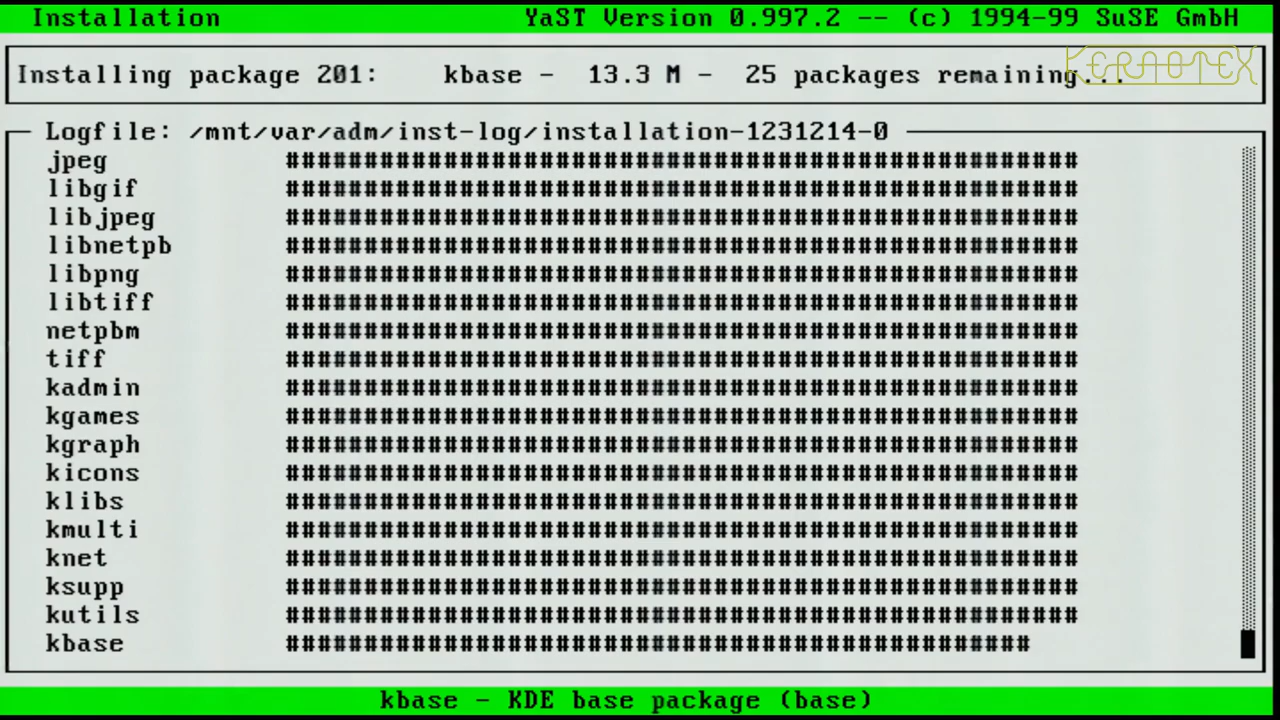 Installation YaST Version 0.997.2 -- (c) 1994-99 SuSE GmbH
KERNOTEX
Installing package 201: kbase - 13.3 M - 25 packages remaining...
Logfile: /mnt/var/adm/inst-log/installation-1231214-0
jpeg ##################################################
libgif ##################################################
libjpeg ##################################################
libnetpb ##################################################
libpng ##################################################
libtiff ##################################################
netpbm ##################################################
tiff ##################################################
kadmin ##################################################
kgames ##################################################
kgraph ##################################################
kicons ##################################################
klibs ##################################################
kmulti ##################################################
knet ##################################################
ksupp ##################################################
kutils ##################################################
kbase ###############################################
kbase - KDE base package (base)